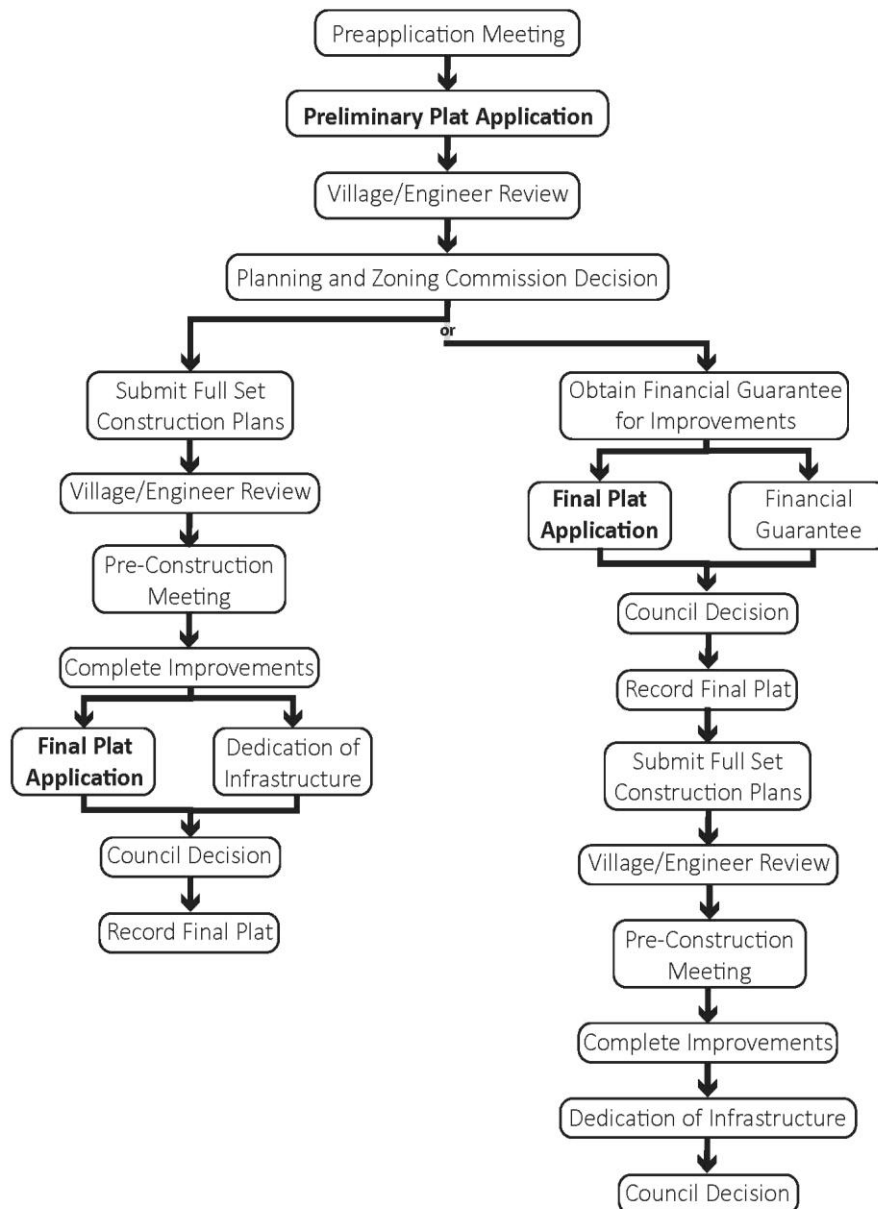 Preapplication Meeting
Preliminary Plat Application
Village/Engineer Review
Planning and Zoning Commission Decision
or
Submit Full Set
Construction Plans
Village/Engineer Review
Pre-Construction
Meeting
Complete Improvements
Final Plat
Application
Dedication of
Infrastructure
Council Decision
Record Final Plat
Obtain Financial Guarantee
for Improvements
Final Plat
Application
Financial
Guarantee
Council Decision
Record Final Plat
Submit Full Set
Construction Plans
Village/Engineer Review
Pre-Construction
Meeting
Complete Improvements
Dedication of Infrastructure
Council Decision